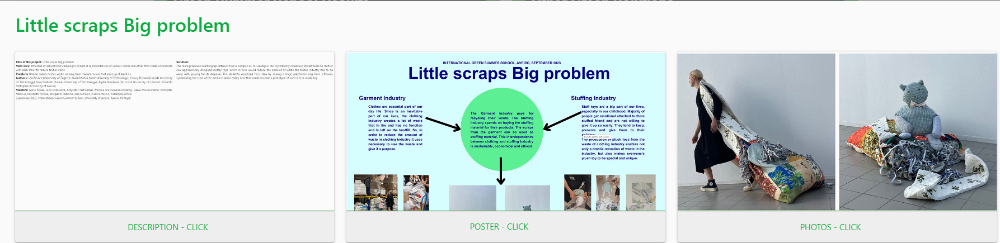 Little scraps Big problem
Title of the project: Little scraps Big problem
Main idea: Potential of educational campaigns aimed at representatives of various textile industries that could collaborate
with each other to reduce textile waste.
Problem: How to reduce textile waste coming from manufacturers that ends up at landfills.
Authors: Lea Beličev (University of Zagreb), Kushi Mishra (Lodz University of Technology), Cezary Dębowski (Lodz University
of Technology), Ieva Poškutė (Kaunas University of Technology), Agáta Nosálová (Technical University of Liberec), Eduardo
Rodrigues (University of Aveiro)
Mentors: Ivana Čorak, Jana Drašarová, Krzysztof Jastrzębski, Monika Malinowska-Olszowy, Daiva Mikučionienė, Rimvydas
Milašius, Elisabeth Pereira, Margarita Robaina, Ana Šutlović, Zuzana Veselá, Katarzyna Zimna
September 2023, International Green Summer School, University of Aveiro, Aveiro, Portugal
Solution:
The team proposed teaming up different textile companies, for example: the toy industry could use the leftovers to stuff or
sew appropriately designed cuddly toys, which in turn would reduce the amount of waste the textile industry has to do
away with, paying for its disposal. The students visualized their idea by sewing a huge patchwork bag from leftovers,
symbolizing the scale of the problem and a teddy bear that could become a prototype of such a zero-waste toy.
DESCRIPTION - CLICK
INTERNATIONAL GREEN SUMMER SCHOOL, AVEIRO, SEPTEMBER 2023
Little scraps Big problem
Garment Industry
Clothes are essential part of our
day life. Since is an inevitable
part of our lives, the clothing
industry creates a lot of waste
that in the end has no function
and is left on the landfill. So, in
order to reduce the amount of
waste in clothing industry it uses
necessary to use the waste and
give it a purpose.
The Garment Industry pays for
recycling their waste. The Stuffing
Industry spends on buying the stuffing
material for their products. The scraps
from the garment can be used as
stuffing material. This interdependence
between clothing and stuffing industry
is sustainable, economical and ethical.
Stuffing Industry
Stuff toys are a big part of our lives,
especially in our childhood. Majority of
people get emotional attached to there
stuffed friend and are not willing to
give it up so easily. They tend to keep,
preserve and give them to their
The production of plush toys from the
waste of clothing industry enables not
only a drastic reduction of waste in the
industry, but also makes everyone's
plush toy to be special and unique.
POSTER - CLICK
PHOTOS - CLICK